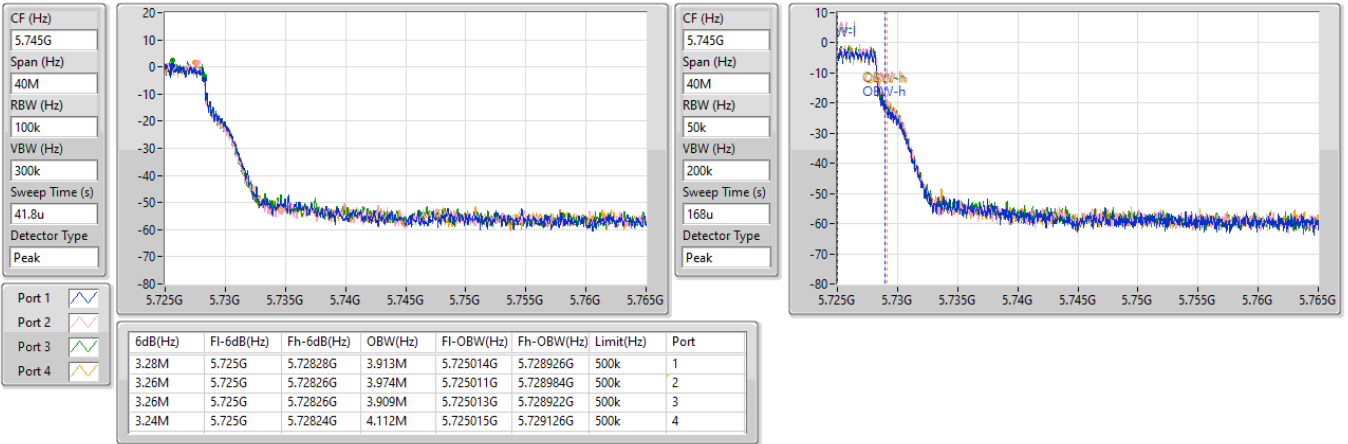 CF (Hz)
5.745G
Span (Hz)
40M
RBW (Hz)
100k
VBW (Hz)
300k
Sweep Time (s)
41.8u
Detector Type
Peak
20
10
0
-10
-20
-30
-40
-50
-60
-70
-80
5.725G 5.73G 5.735G 5.74G 5.745G 5.75G 5.755G 5.76G 5.765G
CF (Hz)
5.745G
Span (Hz)
40M
RBW (Hz)
50k
VBW (Hz)
200k
Sweep Time (s)
168u
Detector Type
Peak
10
0
-10
-20
-30
-40
-50
-60
-70
-80
OBW-h
OBW-h
5.725G 5.73G 5.735G 5.74G 5.745G 5.75G 5.755G 5.76G 5.765G
Port 1
Port 2
Port 3
Port 4
6dB(Hz) Fl-6dB(Hz) Fh-6dB(Hz) OBW(Hz) Fl-OBW(Hz) Fh-OBW(Hz) Limit(Hz) Port
3.28M 5.725G 5.72828G 3.913M 5.725014G 5.728926G 500k 1
3.26M 5.725G 5.72826G 3.974M 5.725011G 5.728984G 500k 2
3.26M 5.725G 5.72826G 3.909M 5.725013G 5.728922G 500k 3
3.24M 5.725G 5.72824G 4.112M 5.725015G 5.729126G 500k 4